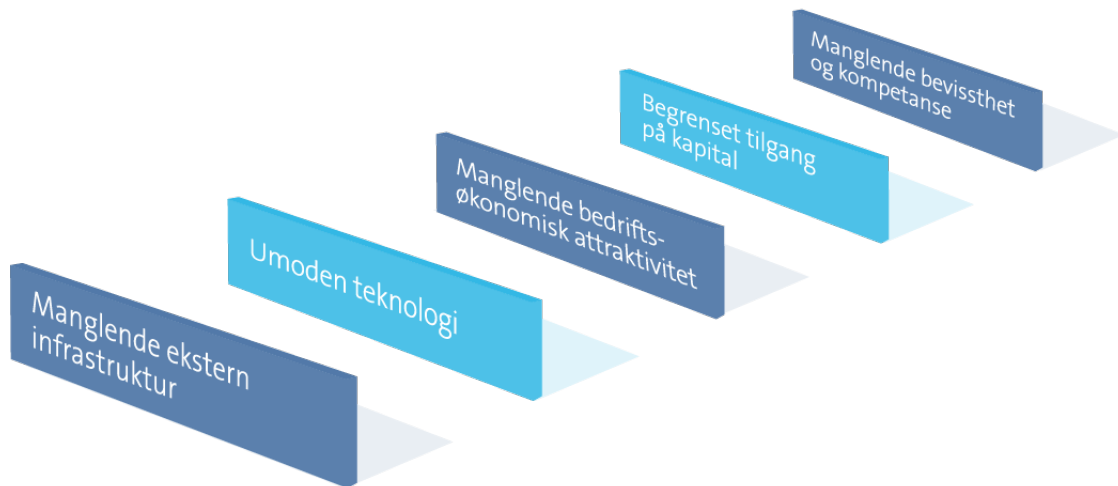 Manglende ekstern
infrastruktur
Umoden teknologi
Manglende bedrifts-
økonomisk attraktivitet
Begrenset tilgang
på kapital
Manglende bevissthet
og kompetanse